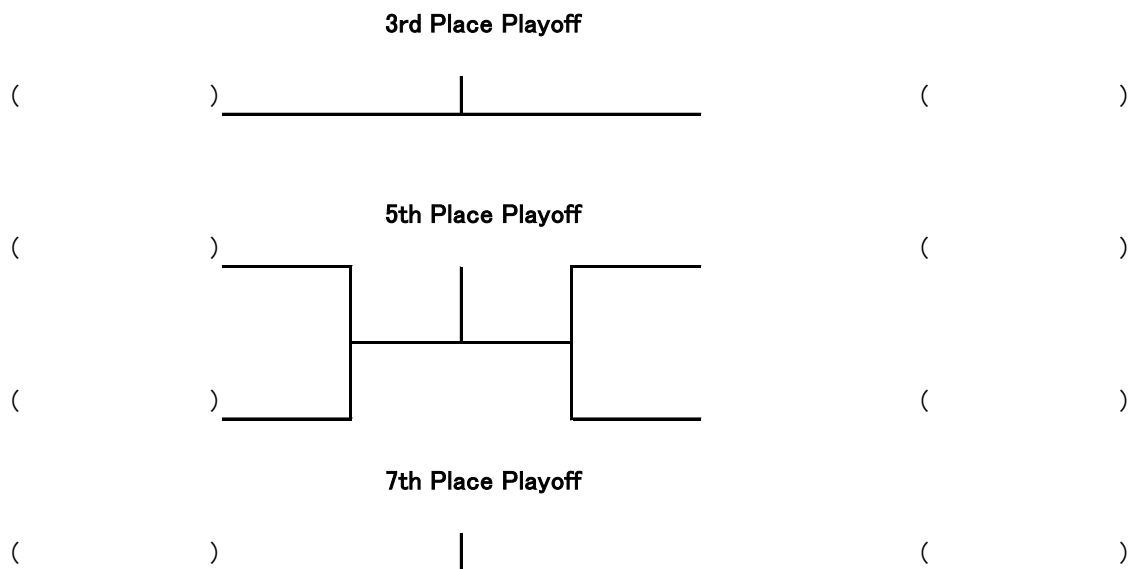 3rd Place Playoff
( ) ( )
5th Place Playoff
( ) ( )
( ) ( )
7th Place Playoff
( ) ( )